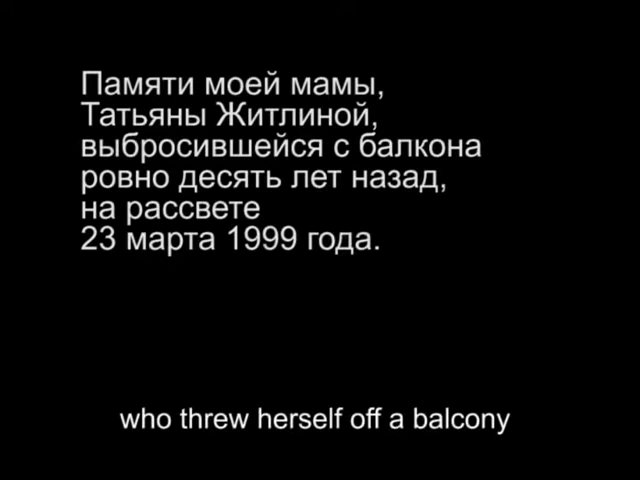 Памяти моей мамы,
Татьяны Житлиной,
выбросившейся с балкона
ровно десять лет назад,
на рассвете
23 марта 1999 года.
who threw herself off a balcony